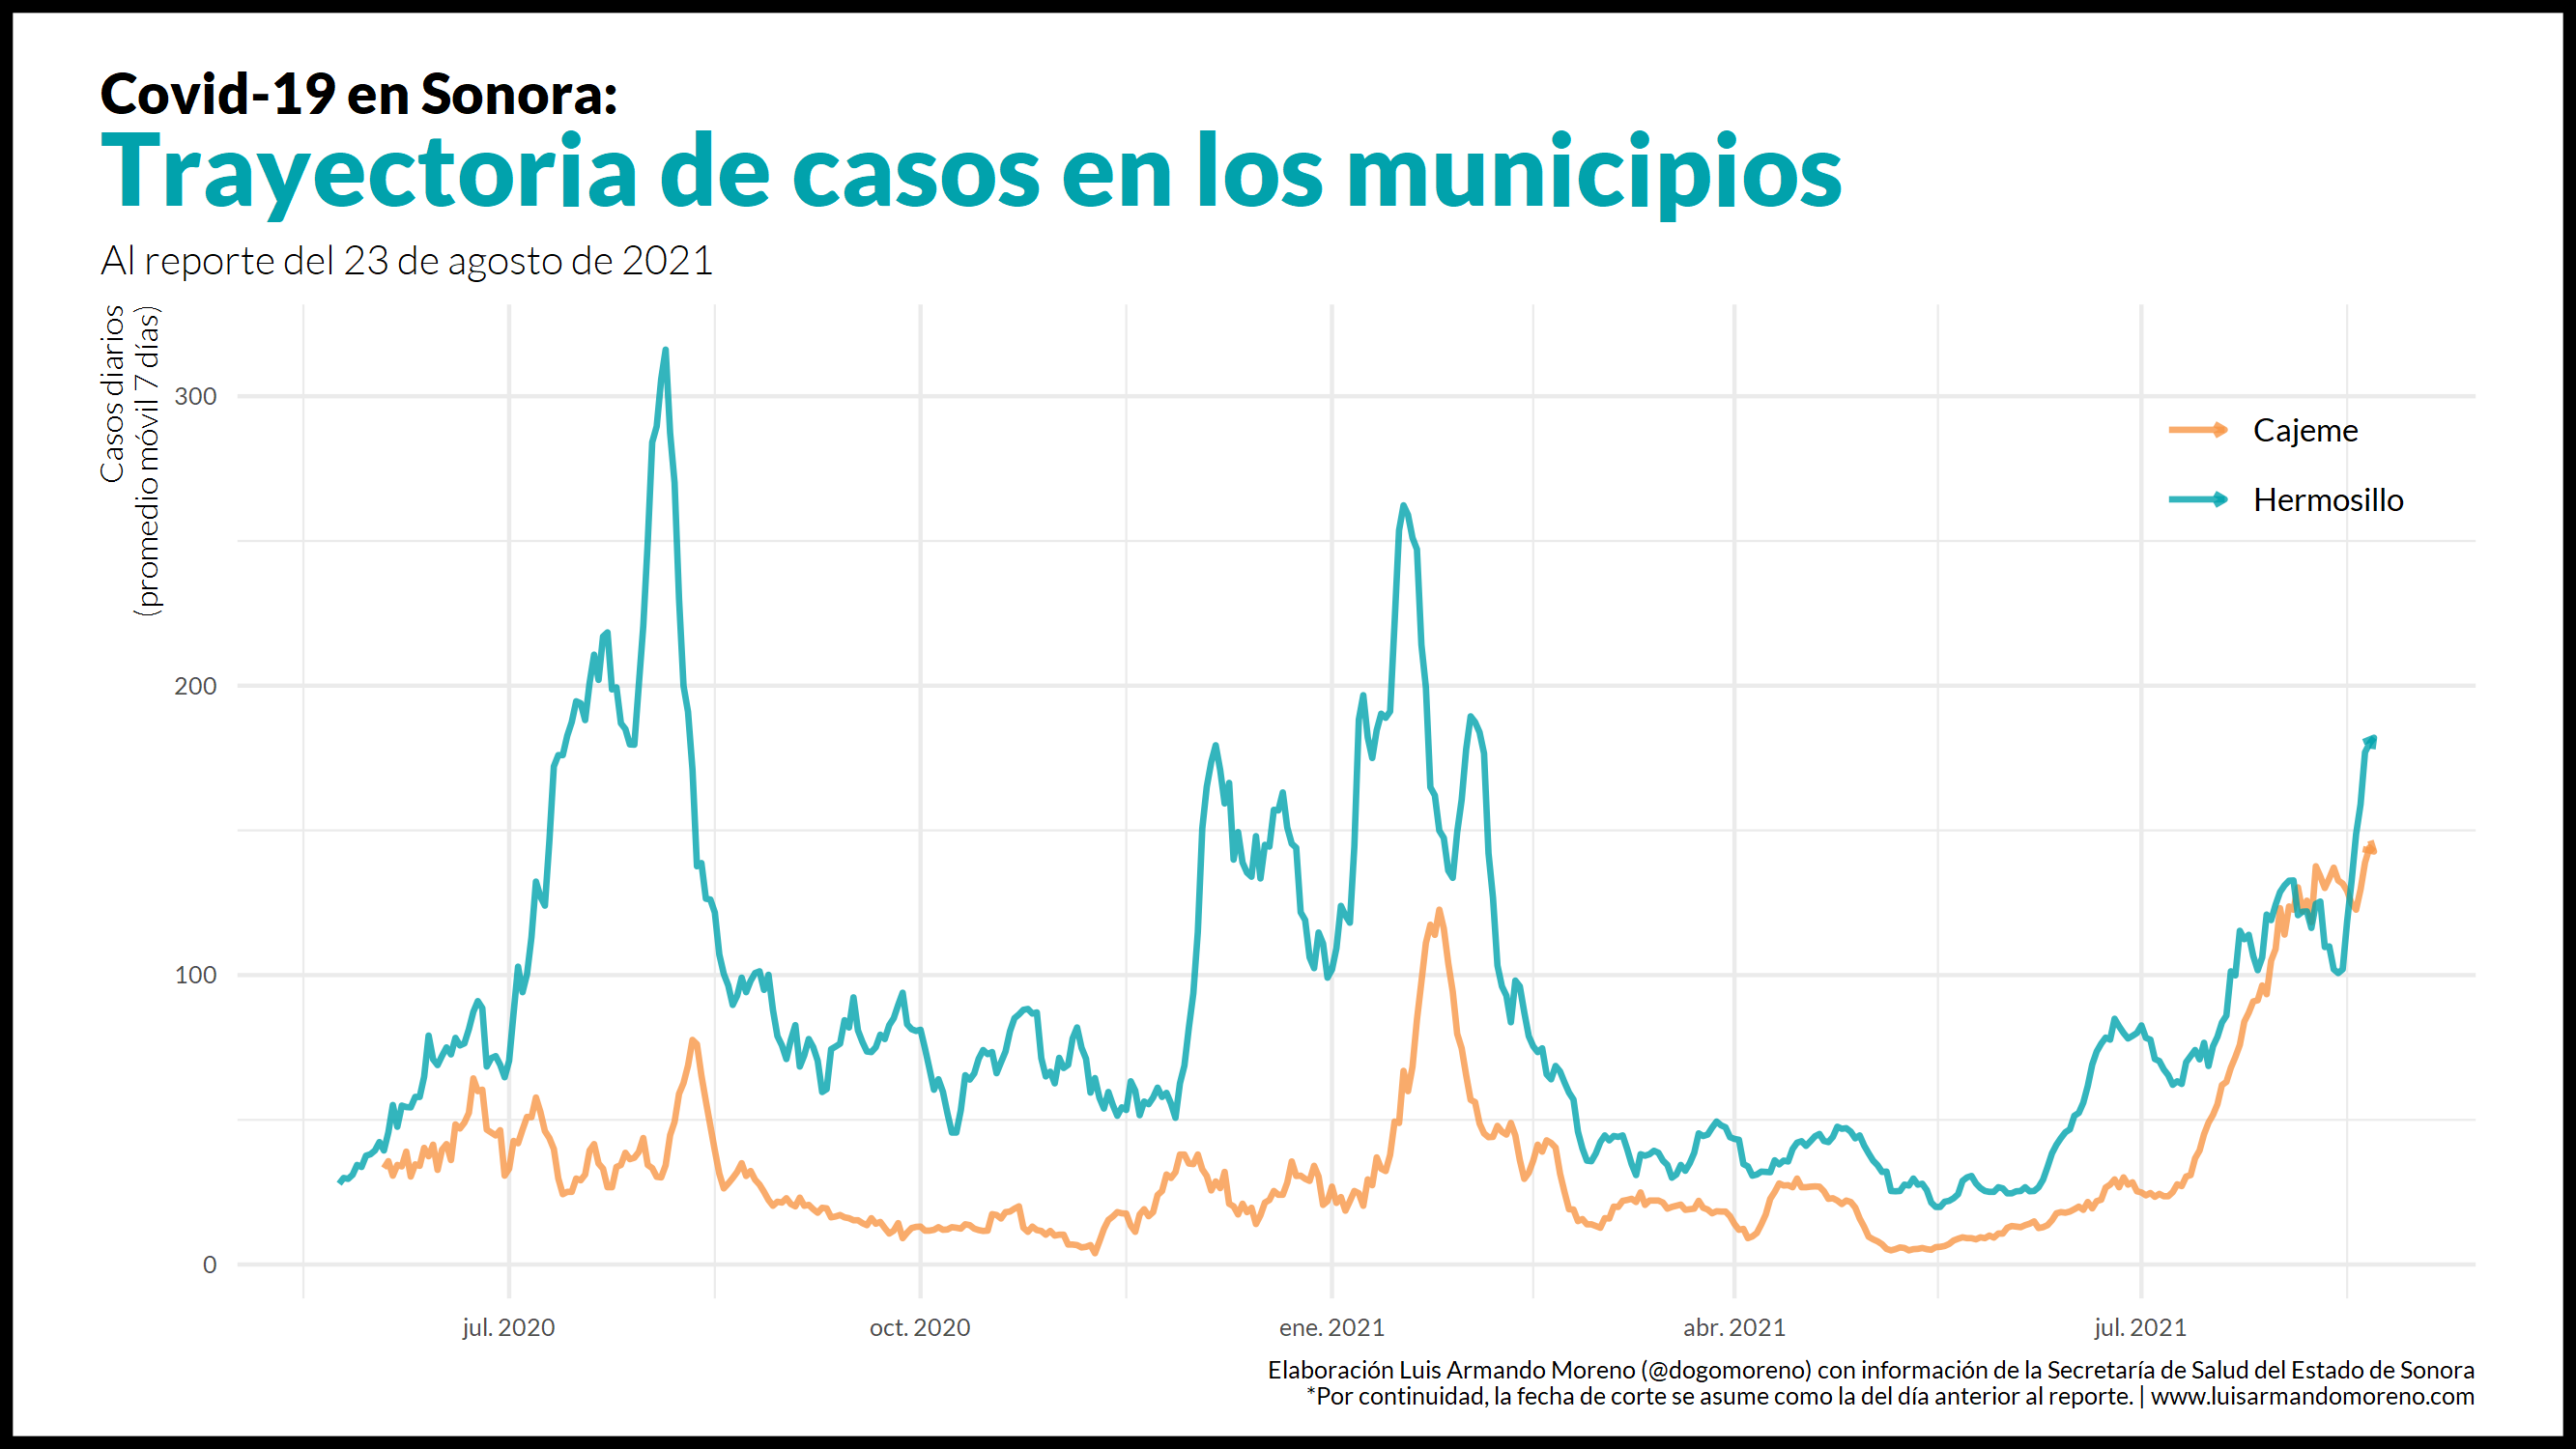 Covid-19 en Sonora:
Trayectoria de casos en los municipios
Al reporte del 23 de agosto de 2021
Casos diarios
(promedio móvil 7 días)
300
200
100
0
Cajeme
Hermosillo
jul. 2020
oct. 2020
ene. 2021
abr. 2021
jul. 2021
Elaboración Luis Armando Moreno (@dogomoreno) con información de la Secretaría de Salud del Estado de Sonora
*Por continuidad, la fecha de corte se asume como la del día anterior al reporte. | www.luisarmandomoreno.com